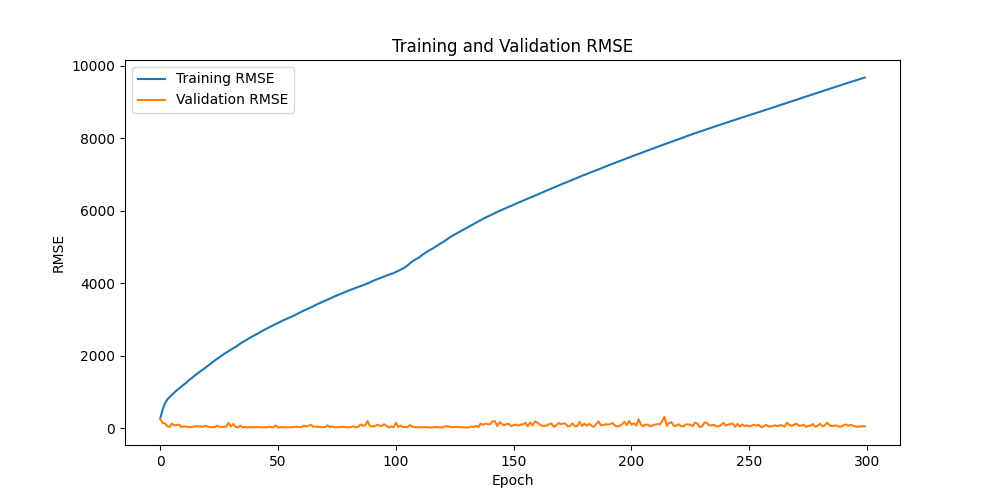 Training and Validation RMSE
Training RMSE
Validation RMSE
RMSE
10000
8000
6000
4000
2000
0
0 50 100 150 200 250 300
Epoch